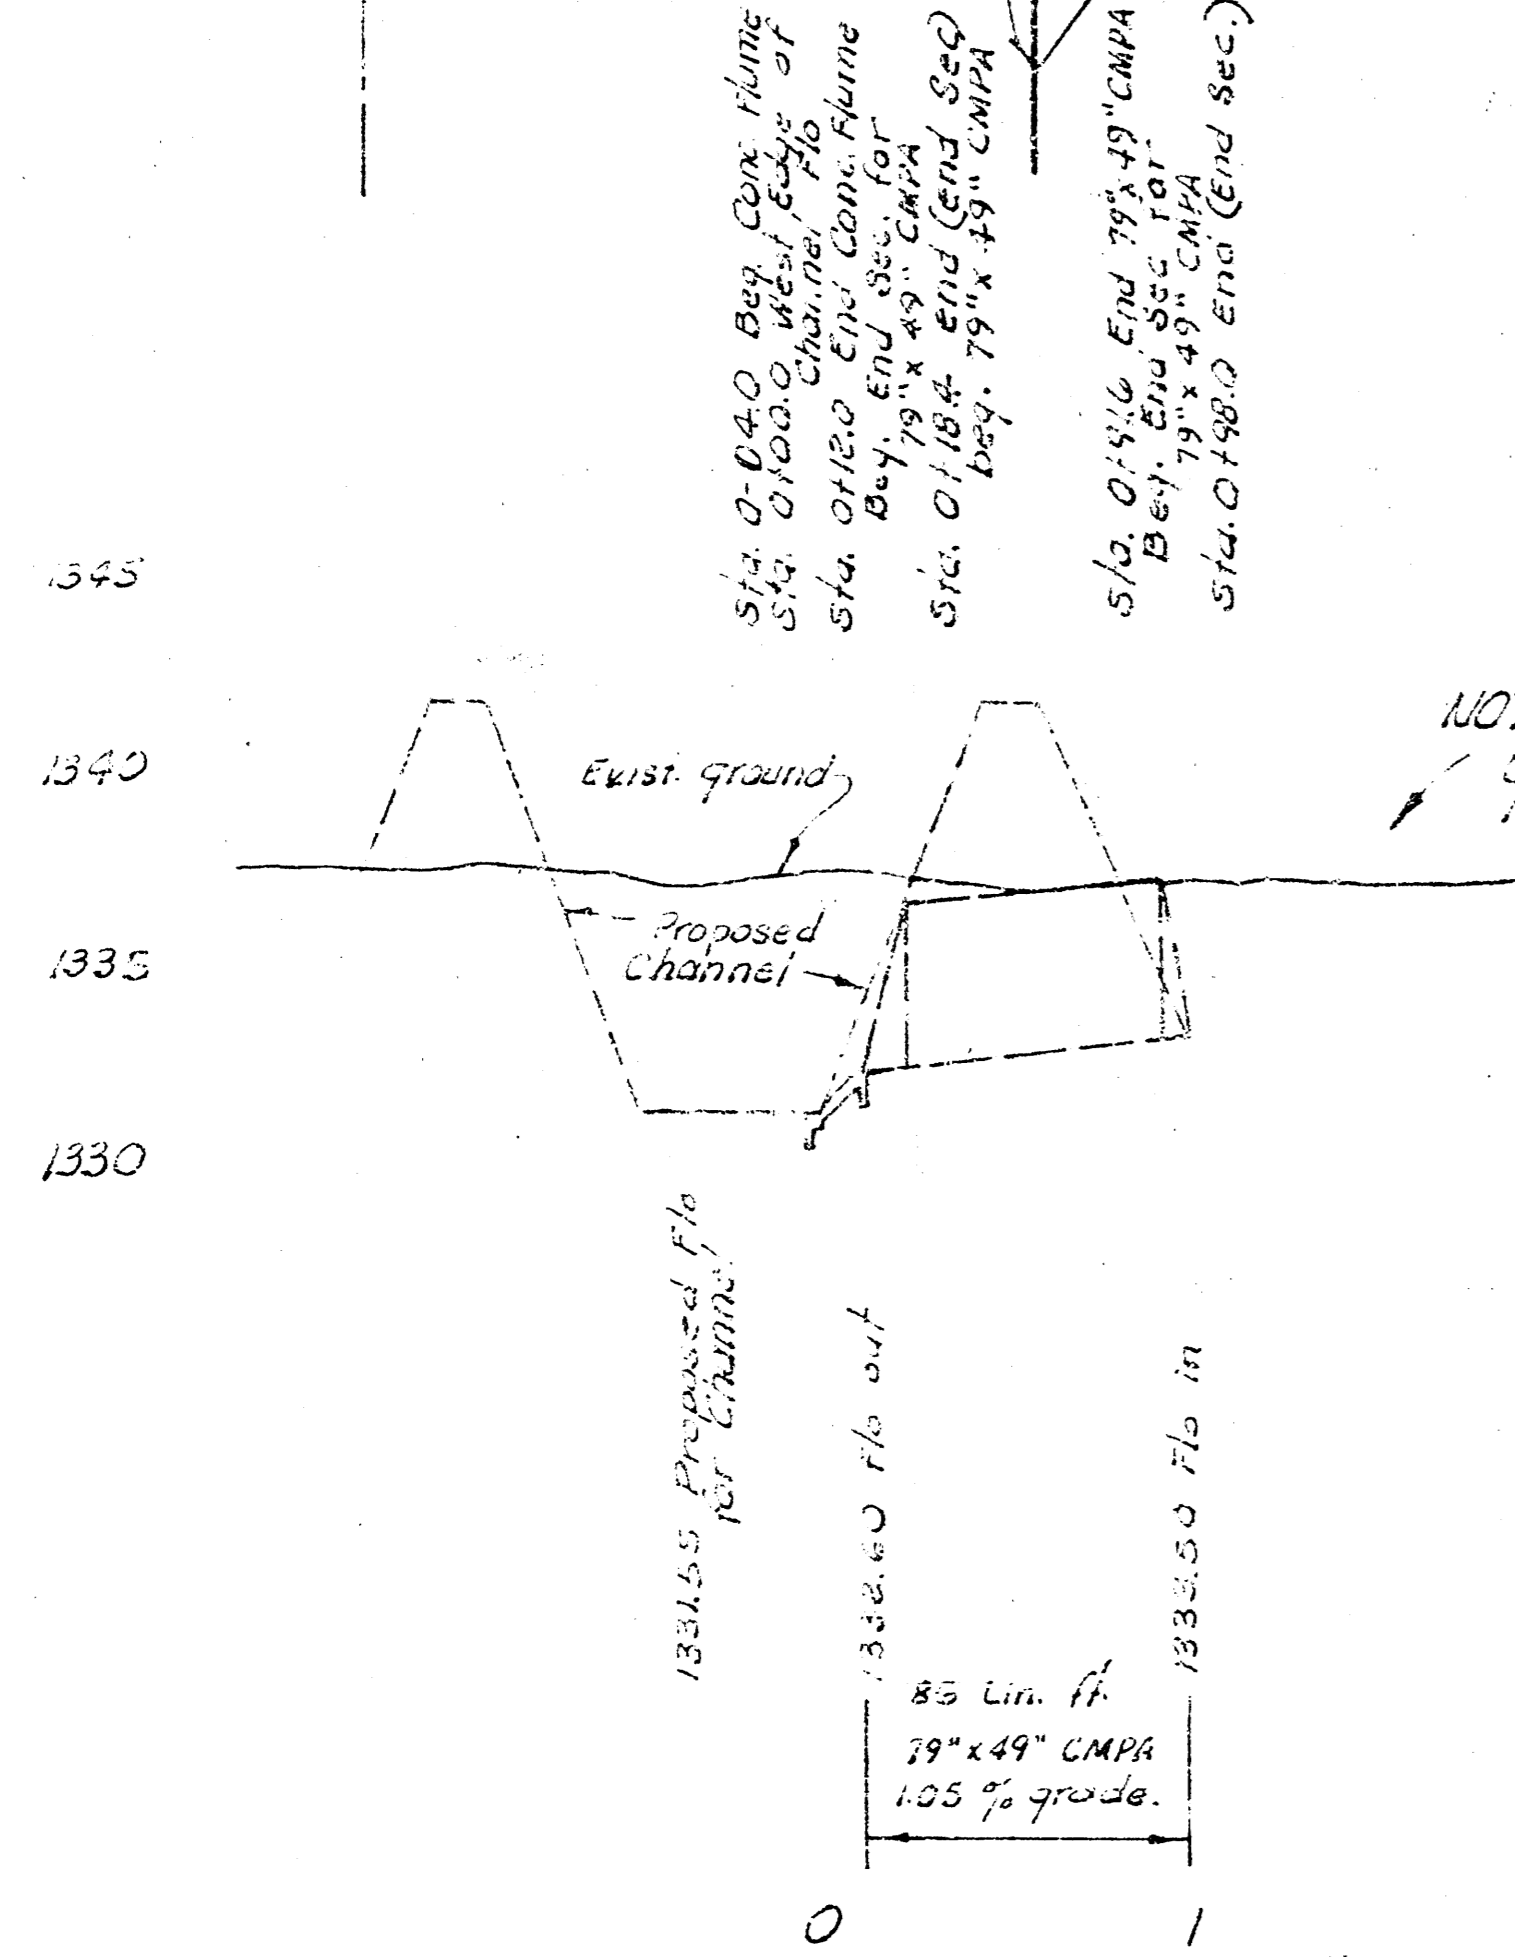 Sta. 0-04.0 Beg. Conc. Flume
Sta. 0+00.0 West Edge of
Channel Flo
Sta. 0+12.0 End Conc. Flume
Beg. End Sec. for
79" x 49" CMPA
Sta. 0+18.4 End (End Sec)
beg. 79" x 49" CMPA
Sta. End 79" x 49" CMPA
Beg. End Sec for
79" x 49" CMPA
Sta. 0+98.0 End (End Sec.)
1345
1340
1335
1330
Exist. ground
Proposed
Channel
1331.55 Proposed Flo
for Channel
1332.60 Flo out
1333.50 Flo in
Lin. ft.
79" x 49" CMPA
1.05 % grade.
0
1